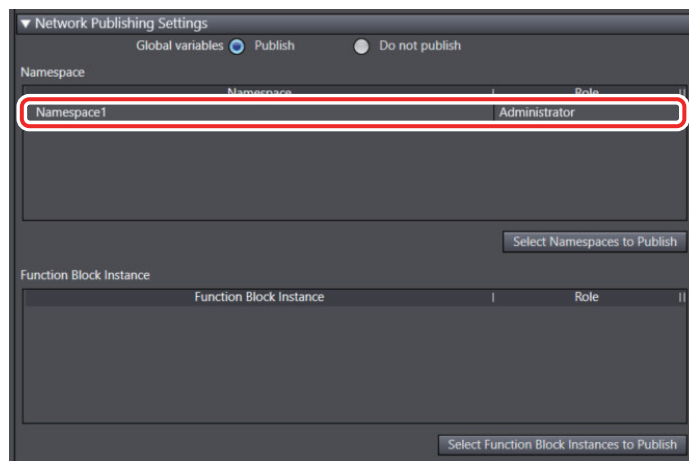 ▼ Network Publishing Settings
Global variables Publish Do not publish
Namespace
Namespace Role
Namespace1 Administrator
Select Namespaces to Publish
Function Block Instance
Function Block Instance Role
Select Function Block Instances to Publish